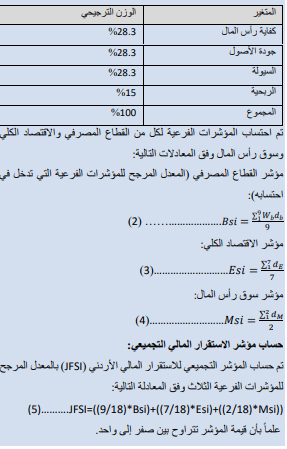 المتغير الوزن الترجيحي
كفاية رأس المال %28.3
جودة الأصول %28.3
السيولة %28.3
الربحية %15
المجموع %100
تم احتساب المؤشرات الفرعية لكل من القطاع المصرفي والاقتصاد الكلي
وسوق رأس المال وفق المعادلات التالية:
مؤشر القطاع المصرفي (المعدل المرجح للمؤشرات الفرعية التي تدخل في
احتسابه):
(2) ........................Bsi = \frac{\sum_1^9 W_b d_b}{9}
مؤشر الاقتصاد الكلي:
(3)...........................Esi = \frac{\sum_1^7 d_E}{7}
مؤشر سوق رأس المال:
(4)...........................Msi = \frac{\sum_1^2 d_M}{2}
حساب مؤشر الاستقرار المالي التجميعي:
تم حساب المؤشر التجميعي للاستقرار المالي الأردني (JFSI) بالمعدل المرجح
للمؤشرات الفرعية الثلاث وفق المعادلة التالية:
(5)..........JFSI=((9/18)*Bsi)+((7/18)*Esi)+((2/18)*Msi))
علماً بأن قيمة المؤشر تتراوح بين صفر إلى واحد.